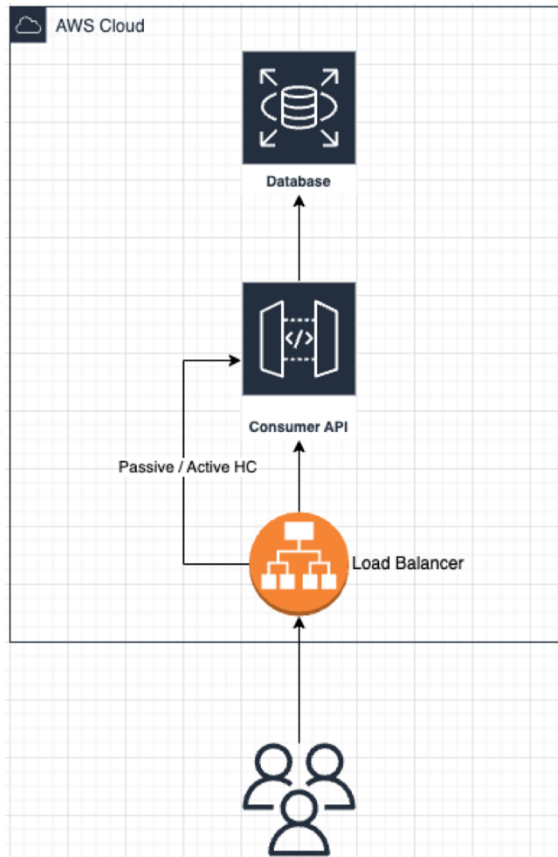 AWS Cloud
Database
</>
Consumer API
Passive / Active HC
Load Balancer